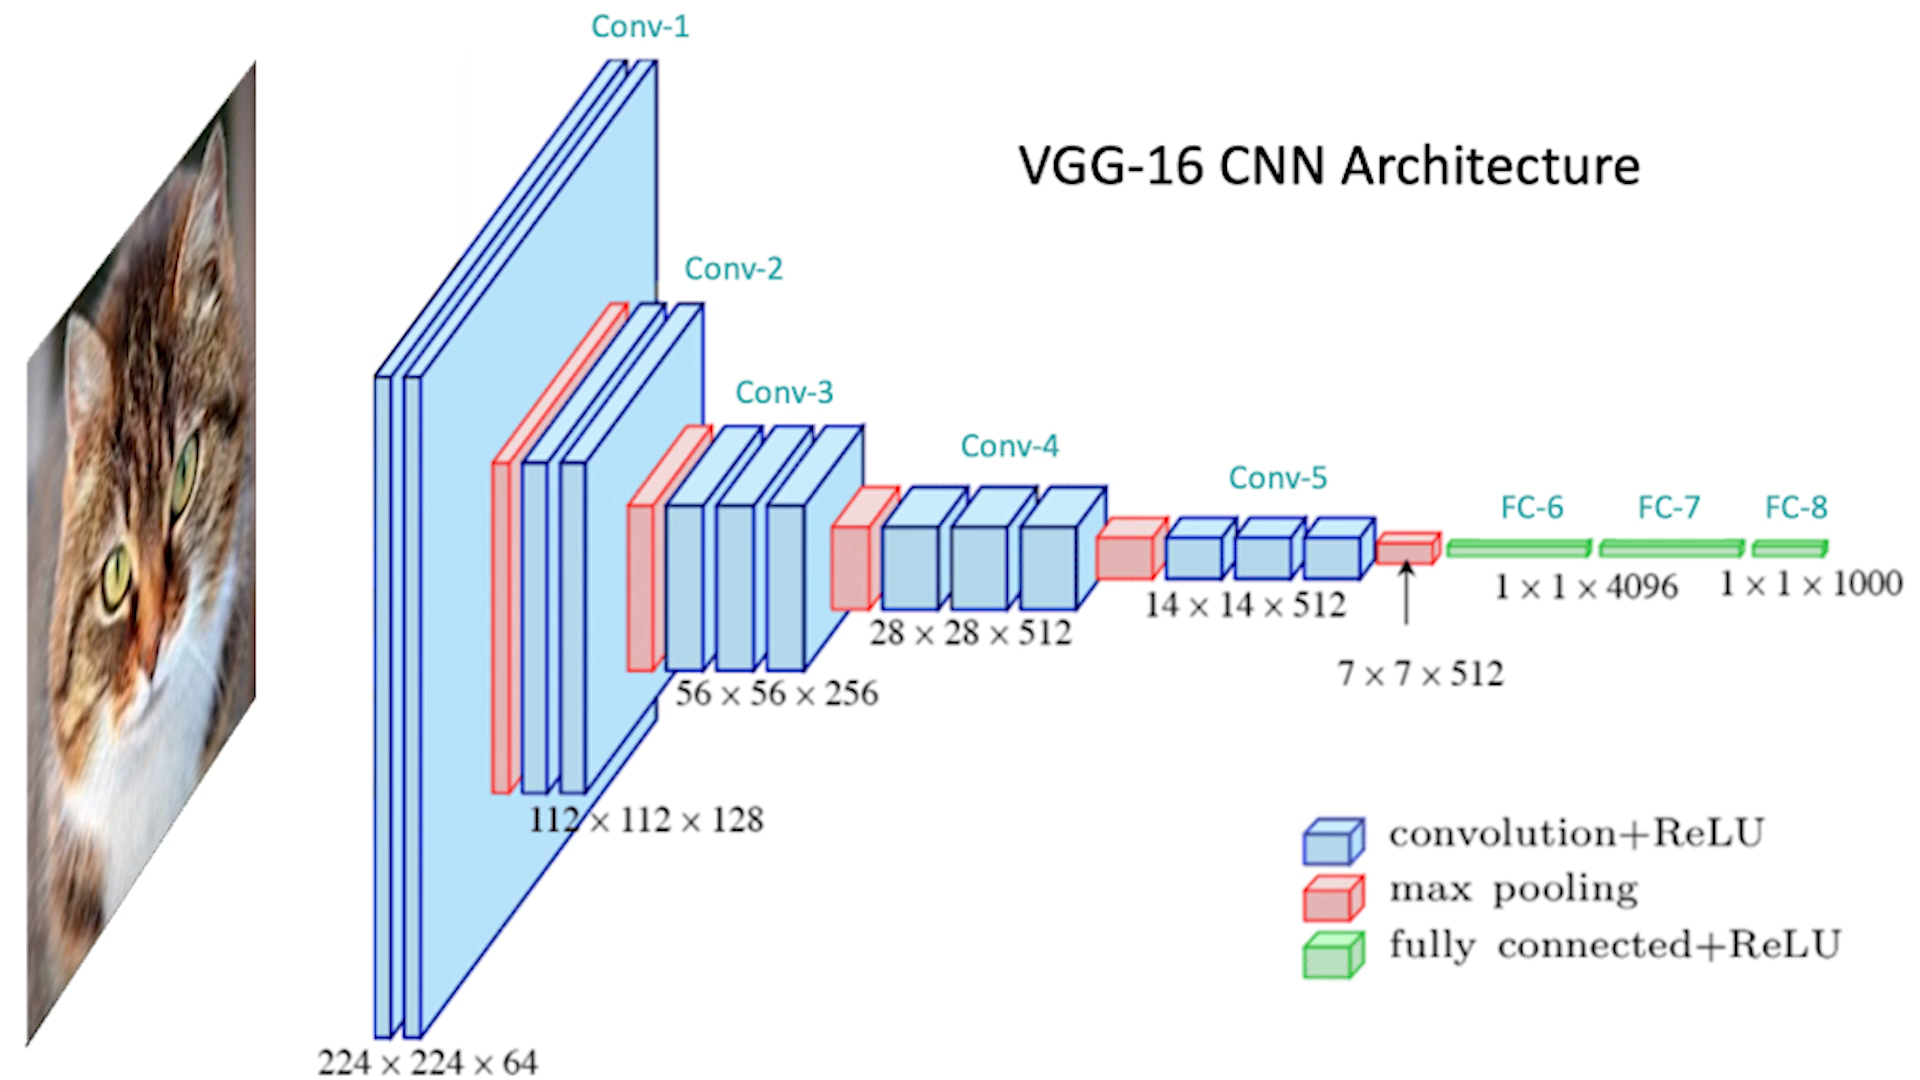 Conv-1
VGG-16 CNN Architecture
Conv-2
Conv-3
Conv-4
Conv-5
FC-6
FC-7
FC-8
1 × 1 × 4096
1 × 1 × 1000
14 × 14 × 512
28 × 28 × 512
7 × 7 × 512
56 × 56 × 256
112 × 112 × 128
224 × 224 × 64
convolution+ReLU
max pooling
fully connected+ReLU